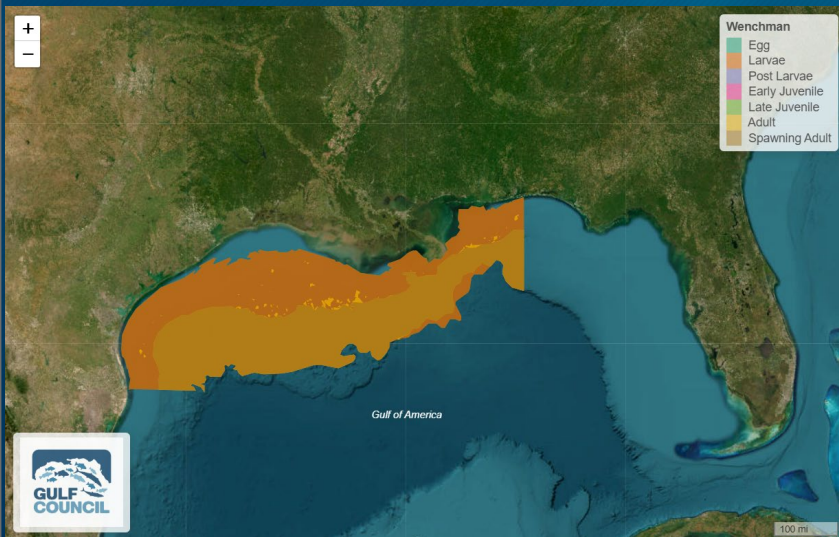 +
−
Wenchman
Egg
Larvae
Post Larvae
Early Juvenile
Late Juvenile
Adult
Spawning Adult
Gulf of America
GULF
COUNCIL
100 mi